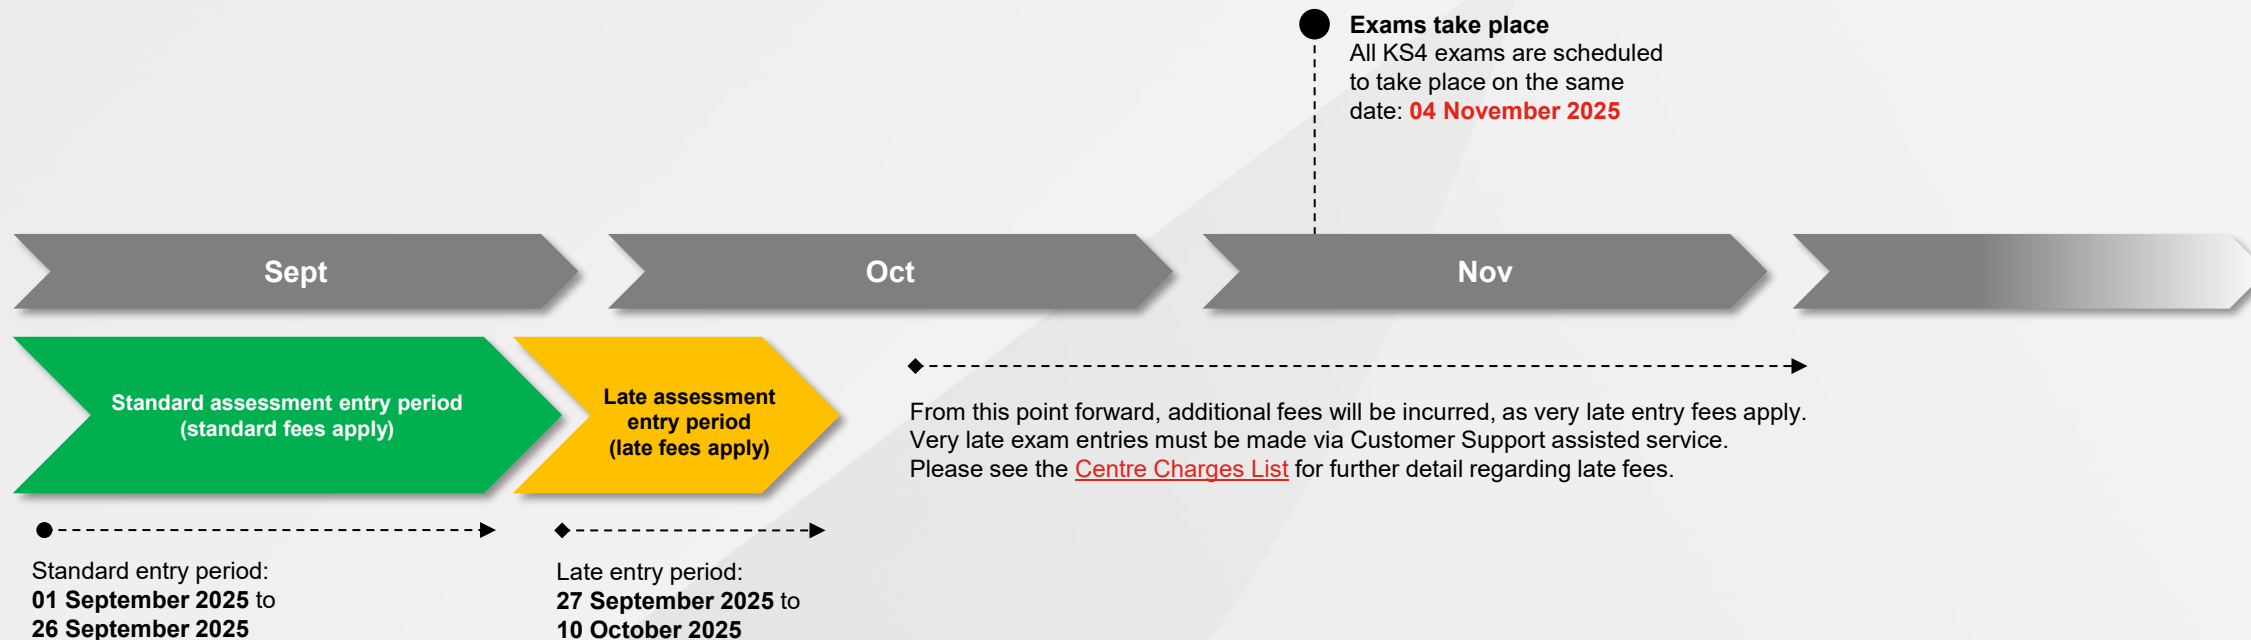 Exams take place
All KS4 exams are scheduled
to take place on the same
date: 04 November 2025
Sept
Oct
Nov
Standard assessment entry period
(standard fees apply)
Late assessment
entry period
(late fees apply)
From this point forward, additional fees will be incurred, as very late entry fees apply.
Very late exam entries must be made via Customer Support assisted service.
Please see the Centre Charges List for further detail regarding late fees.
Standard entry period:
01 September 2025 to
26 September 2025
Late entry period:
27 September 2025 to
10 October 2025